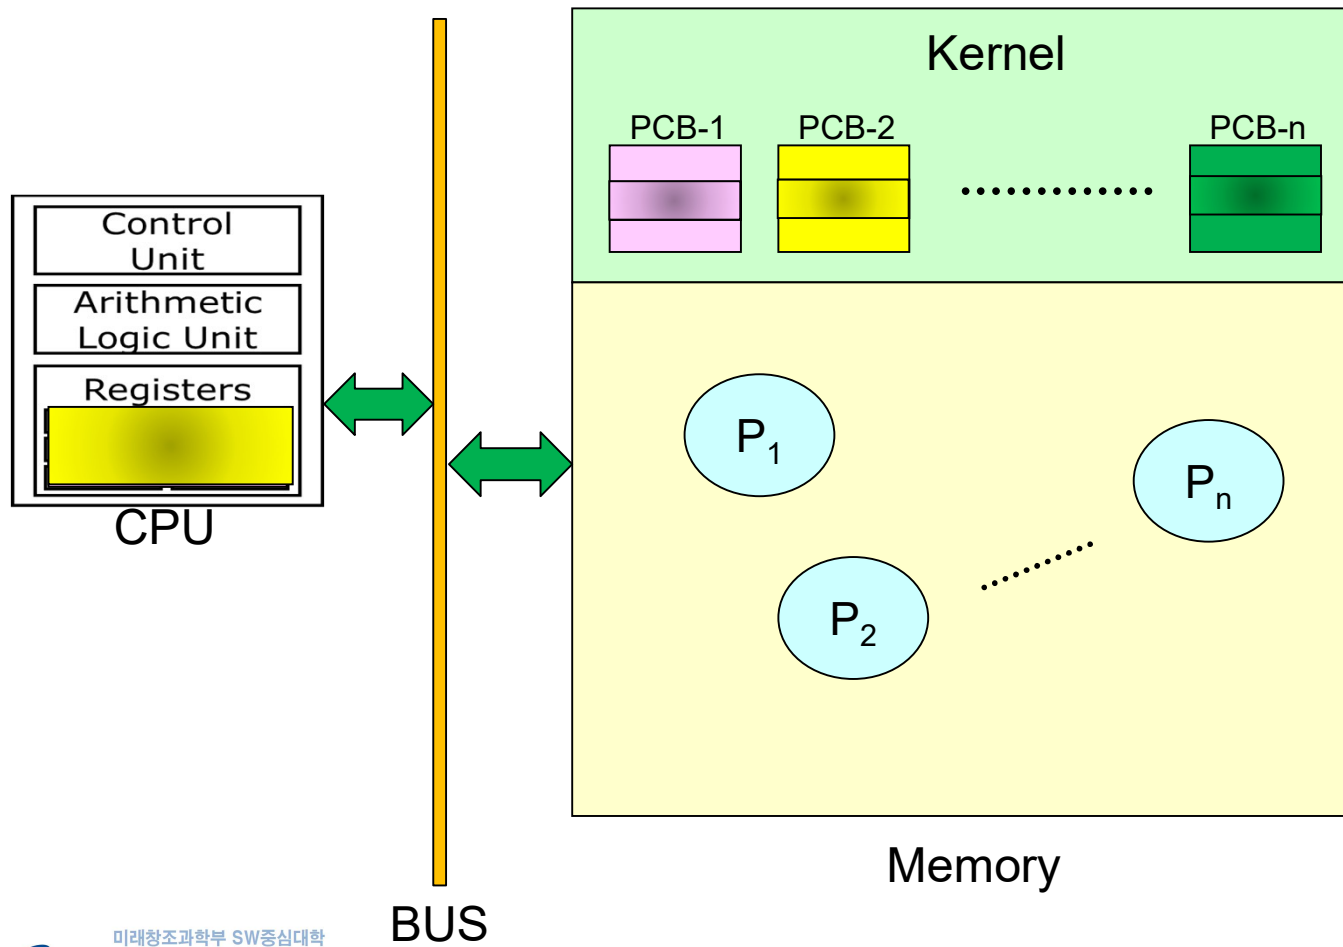 Kernel
PCB-1 PCB-2 PCB-n
Control
Unit
Arithmetic
Logic Unit
Registers
CPU
P1
Pn
P2
Memory
BUS
미래창조과학부 SW중심대학